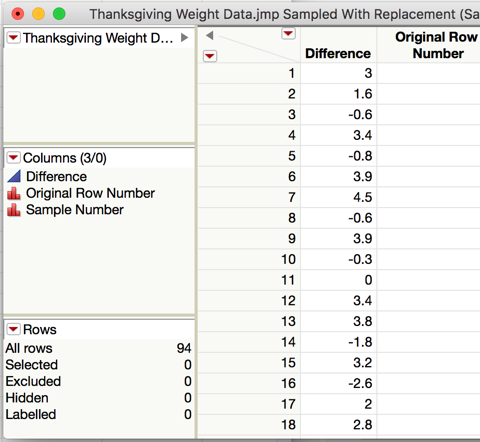 Thanksgiving Weight Data.jmp Sampled With Replacement (Sa
Thanksgiving Weight D...
Columns (3/0)
Difference
Original Row Number
Sample Number
Rows
All rows 94
Selected 0
Excluded 0
Hidden 0
Labelled 0
Difference Original Row Number
1 3
2 1.6
3 -0.6
4 3.4
5 -0.8
6 3.9
7 4.5
8 -0.6
9 3.9
10 -0.3
11 0
12 3.4
13 3.8
14 -1.8
15 3.2
16 -2.6
17 2
18 2.8